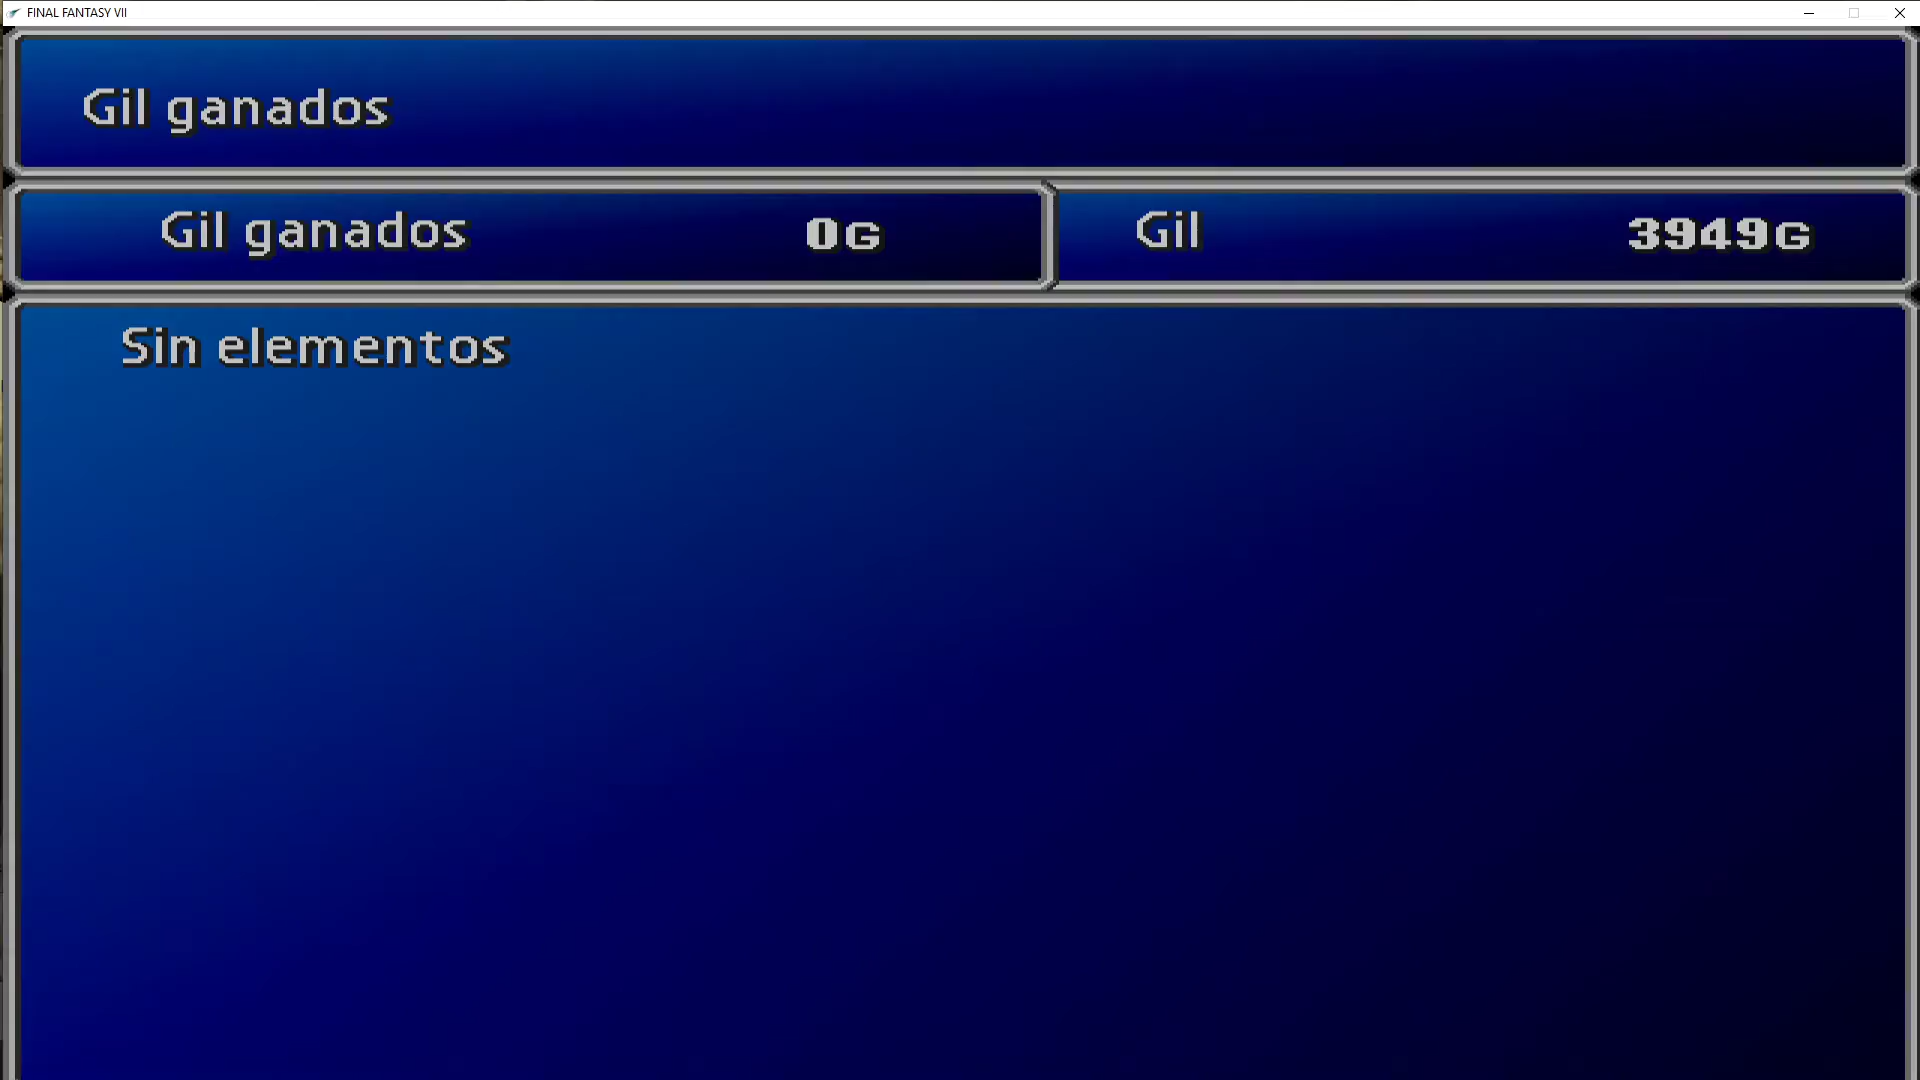 FINAL FANTASY VII
Gil ganados
Gil ganados 0G Gil 3949G
Sin elementos